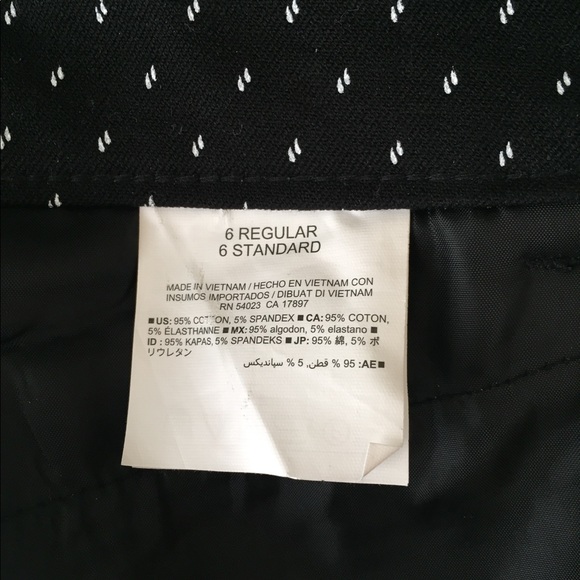 6 REGULAR
6 STANDARD
MADE IN VIETNAM / HECHO EN VIETNAM CON
INSUMOS IMPORTADOS / DIBUAT DI VIETNAM
RN 54023 CA 17897
■ US: 95% COTTON, 5% SPANDEX ■ CA: 95% COTON,
5% ÉLASTHANNE ■ MX: 95% algodon, 5% elastano ■
ID : 95% KAPAS, 5% SPANDEKS ■ JP: 95% 綿, 5% ポ
リウレタン
■AE: 95 % قطن, 5 % سپاندیکس